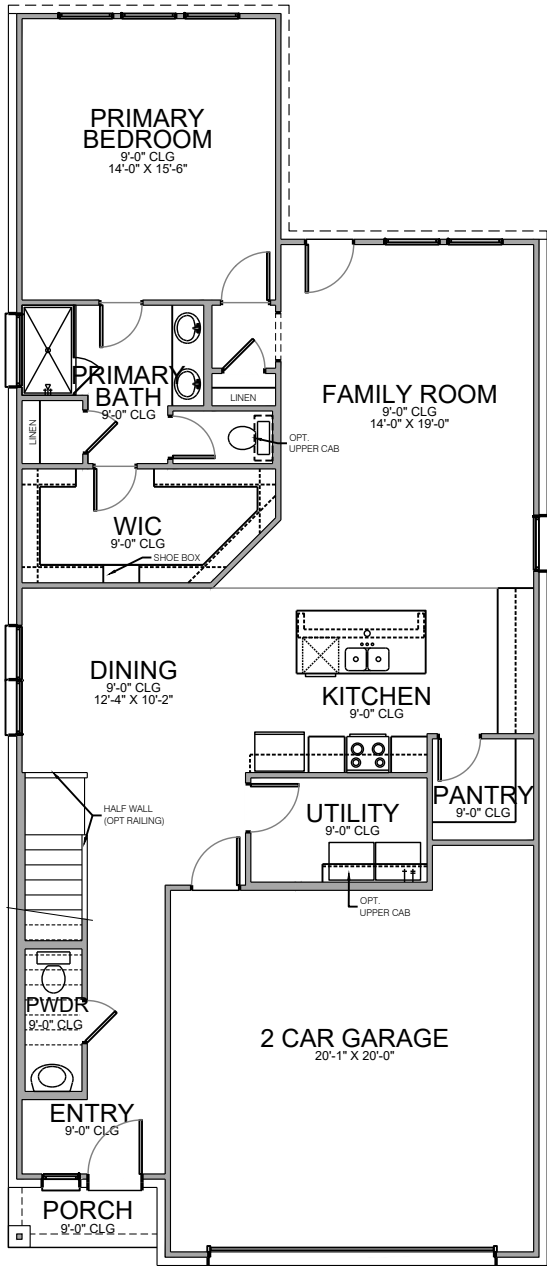 PRIMARY
BEDROOM
9'-0" CLG
14'-0" X 15'-6"
PRIMARY
BATH
9'-0" CLG
LINEN
LINEN
OPT.
UPPER CAB
FAMILY ROOM
9'-0" CLG
14'-0" X 19'-0"
WIC
9'-0" CLG
SHOE BOX
DINING
9'-0" CLG
12'-4" X 10'-2"
KITCHEN
9'-0" CLG
HALF WALL
(OPT RAILING)
UTILITY
9'-0" CLG
PANTRY
9'-0" CLG
OPT.
UPPER CAB
PWDR
9'-0" CLG
2 CAR GARAGE
20'-1" X 20'-0"
ENTRY
9'-0" CLG
PORCH
9'-0" CLG